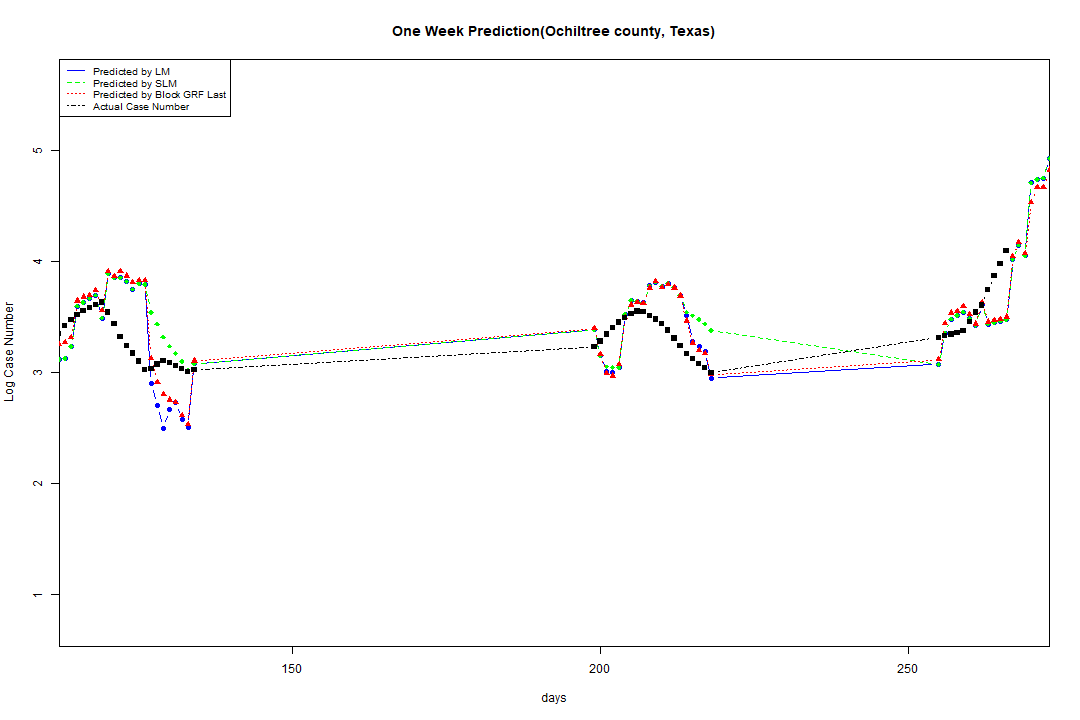 One Week Prediction(Ochiltree county, Texas)
Predicted by LM
Predicted by SLM
Predicted by Block GRF Last
Actual Case Number
5
4
3
2
1
Log Case Number
150
200
250
days